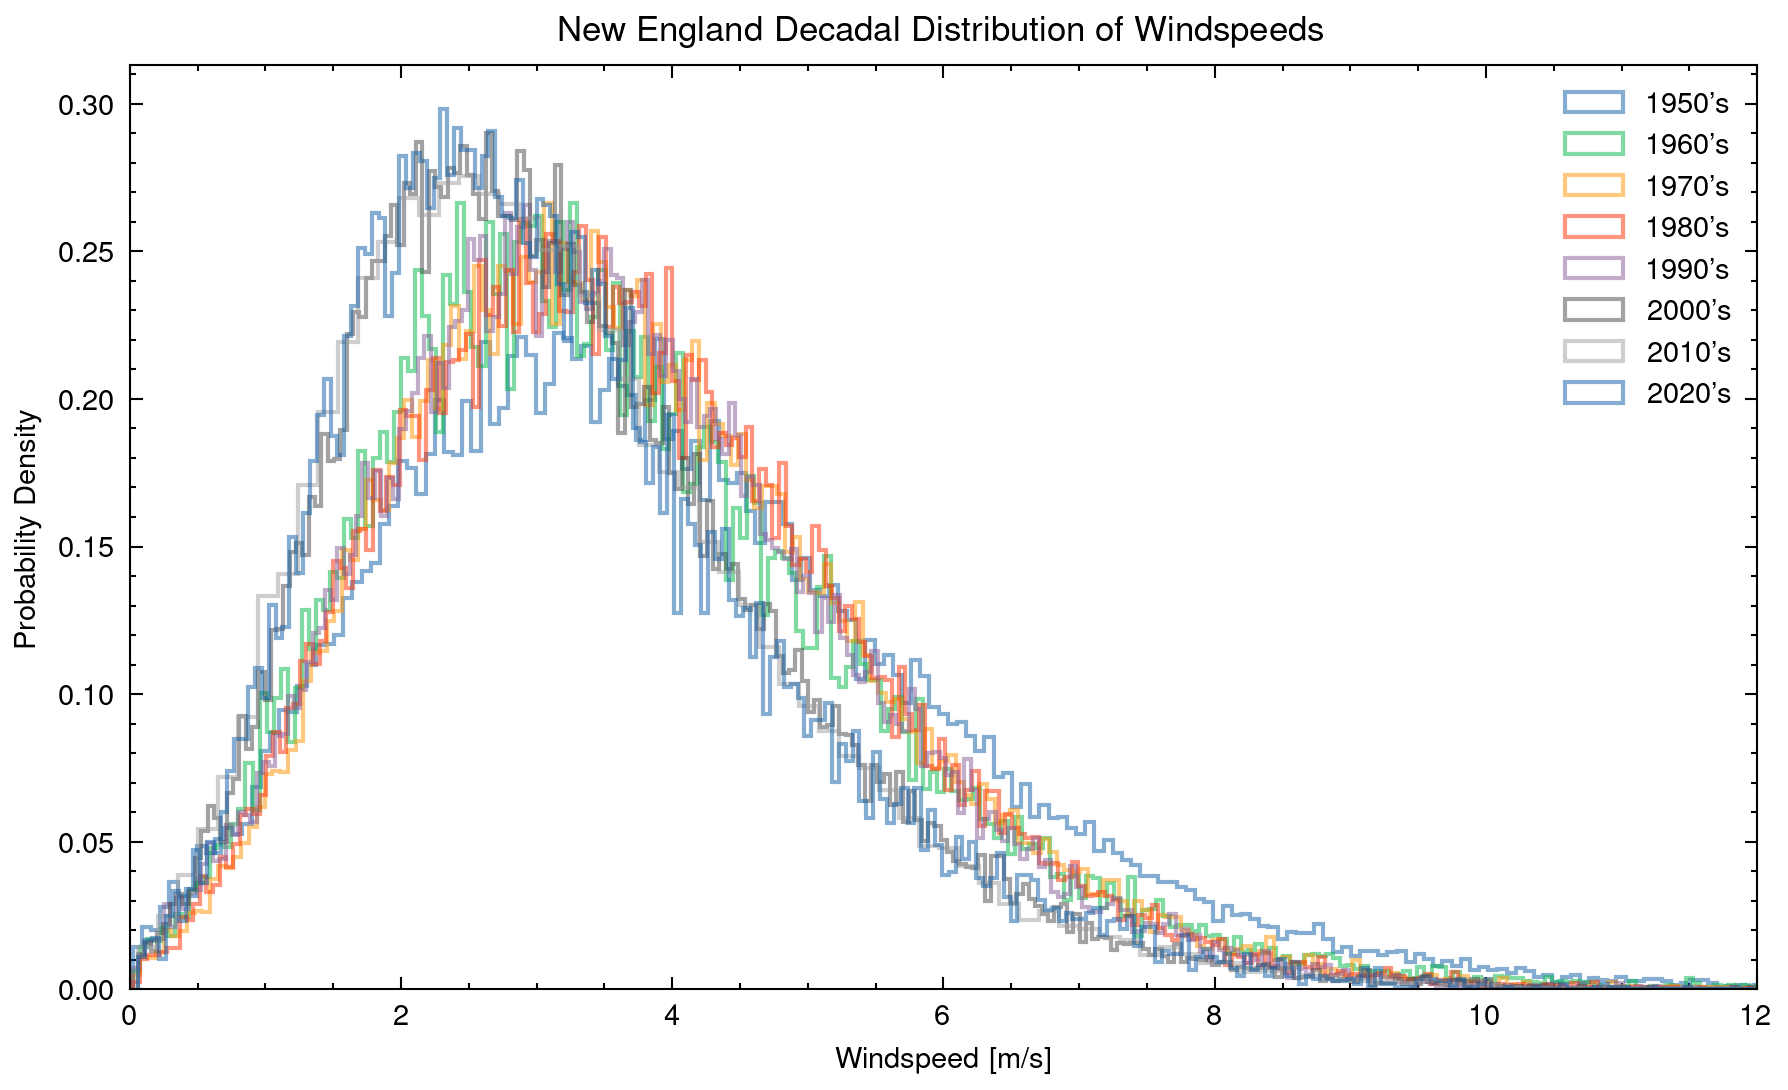 New England Decadal Distribution of Windspeeds
0.30
0.25
0.20
0.15
0.10
0.05
0.00
Probability Density
1950’s
1960’s
1970’s
1980’s
1990’s
2000’s
2010’s
2020’s
0 2 4 6 8 10 12
Windspeed [m/s]